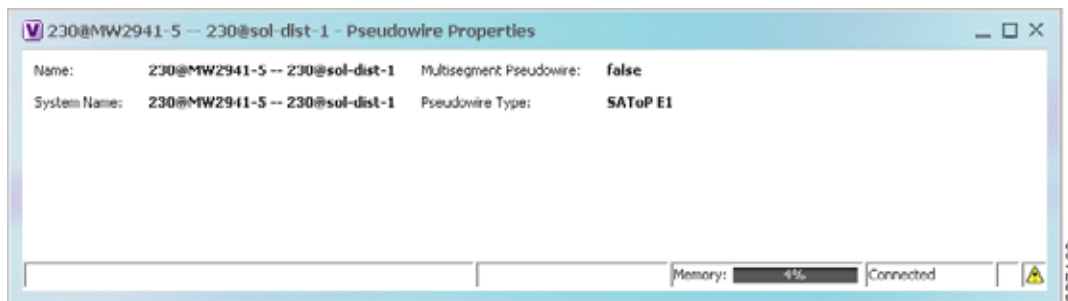 230@MW2941-5 -- 230@sol-dist-1 - Pseudowire Properties
Name: 230@MW2941-5 -- 230@sol-dist-1 Multisegment Pseudowire: false
System Name: 230@MW2941-5 -- 230@sol-dist-1 Pseudowire Type: SAToP E1
Memory: 4% Connected